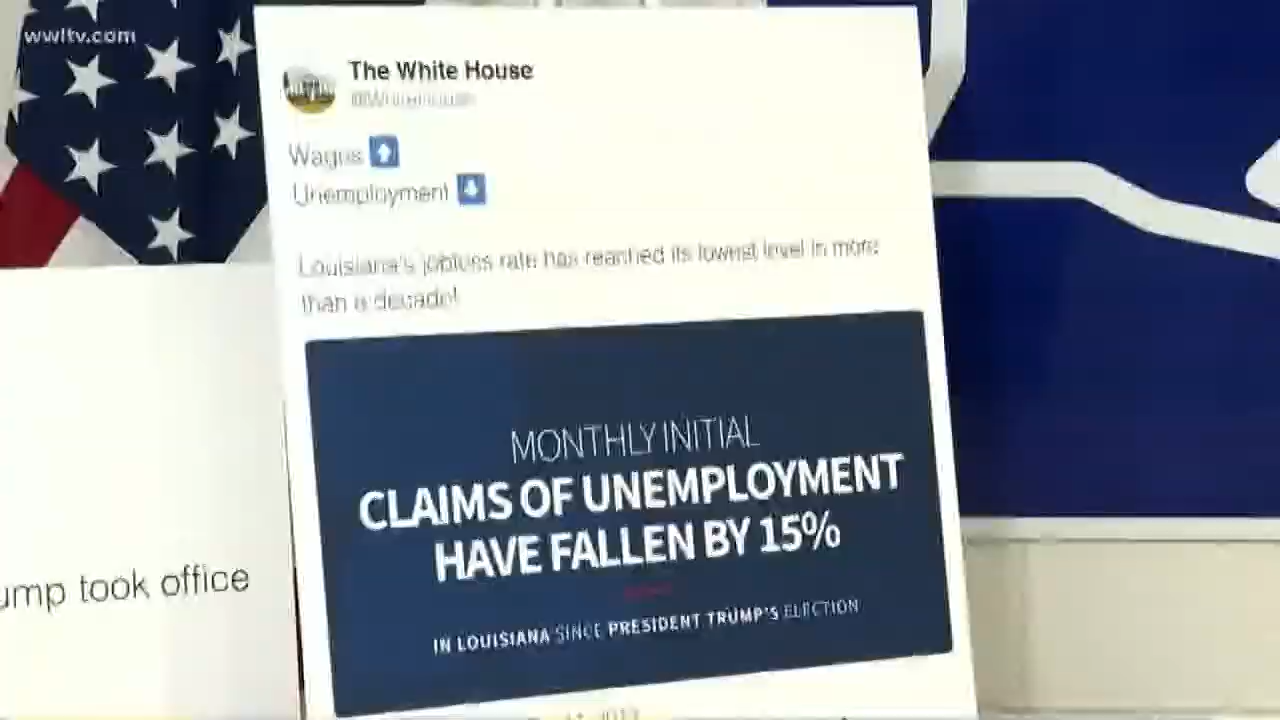 wwltv.com
The White House
@WhiteHouse
Wages
Unemployment
Louisiana's jobless rate has reached its lowest level in more
than a decade!
MONTHLY INITIAL
CLAIMS OF UNEMPLOYMENT
HAVE FALLEN BY 15%
IN LOUISIANA SINCE PRESIDENT TRUMP'S ELECTION
ump took office